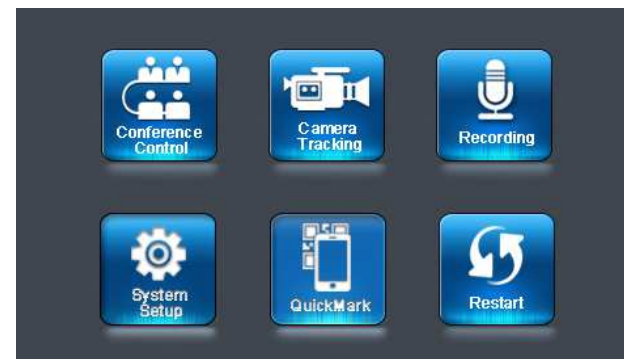 Conference
Control
Camera
Tracking
Recording
System
Setup
QuickMark
Restart